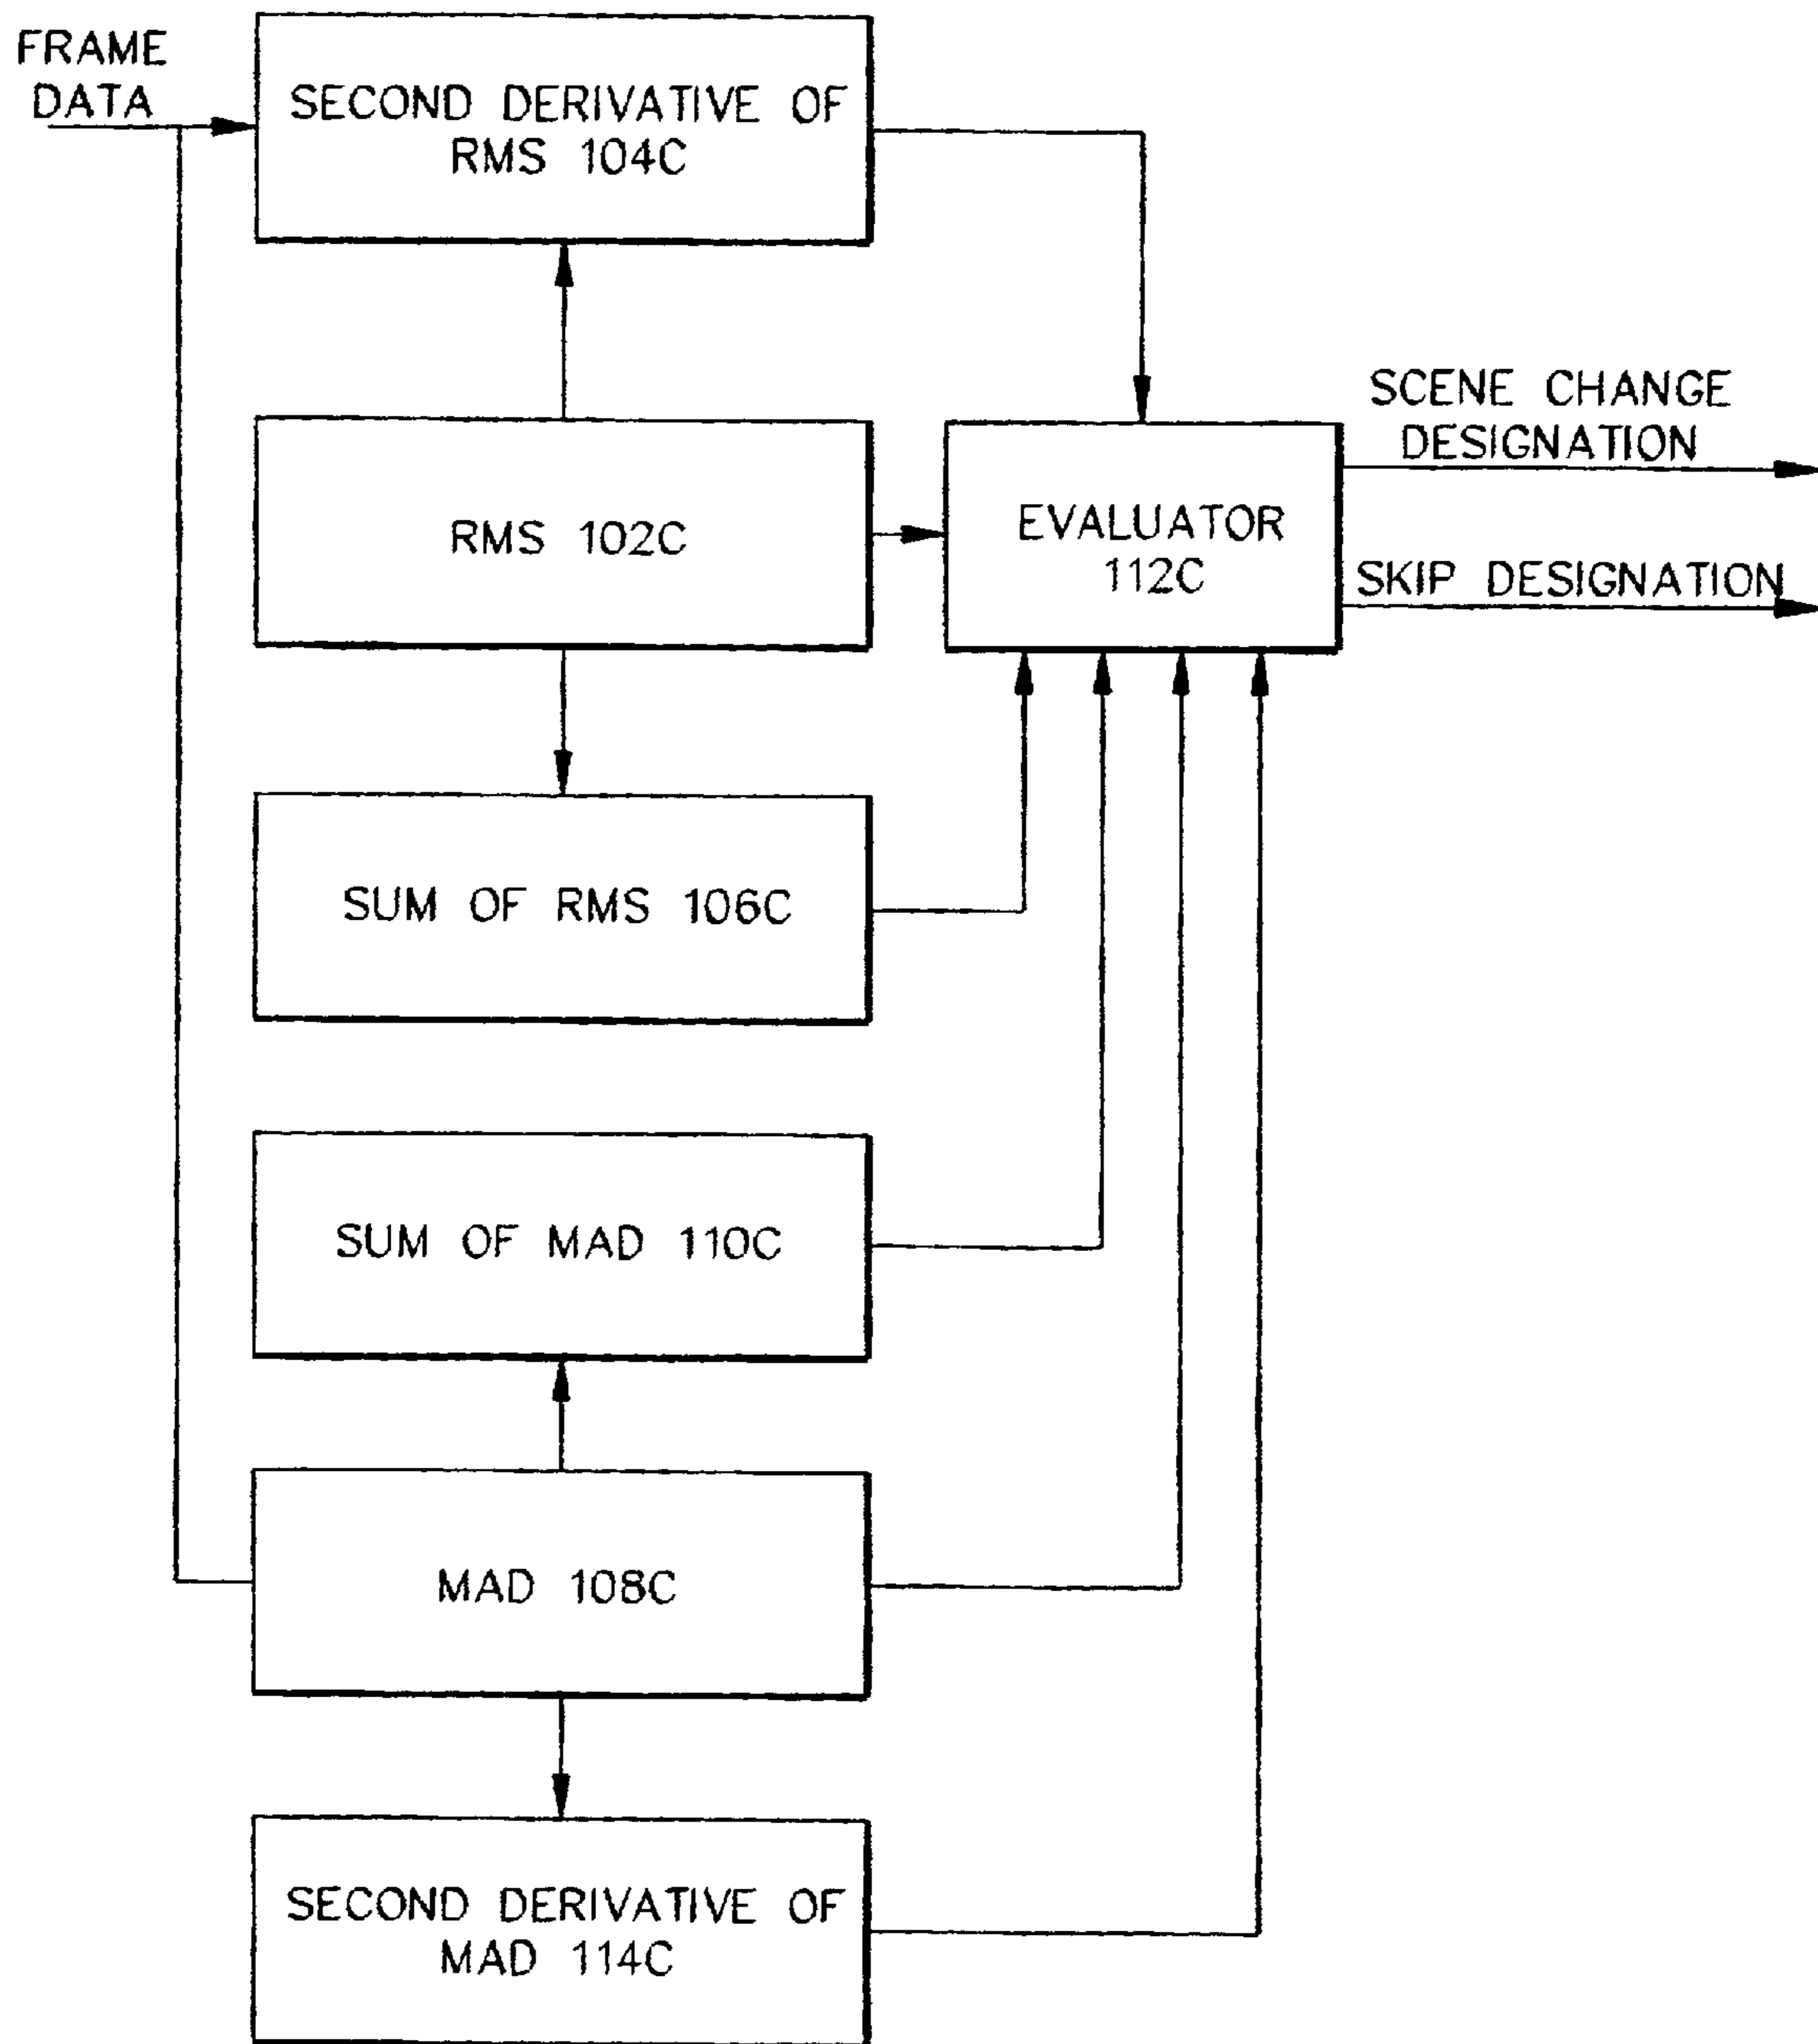 FRAME
DATA
SECOND DERIVATIVE OF
RMS 104C
RMS 102C
EVALUATOR
112C
SCENE CHANGE
DESIGNATION
SKIP DESIGNATION
SUM OF RMS 106C
SUM OF MAD 110C
MAD 108C
SECOND DERIVATIVE OF
MAD 114C